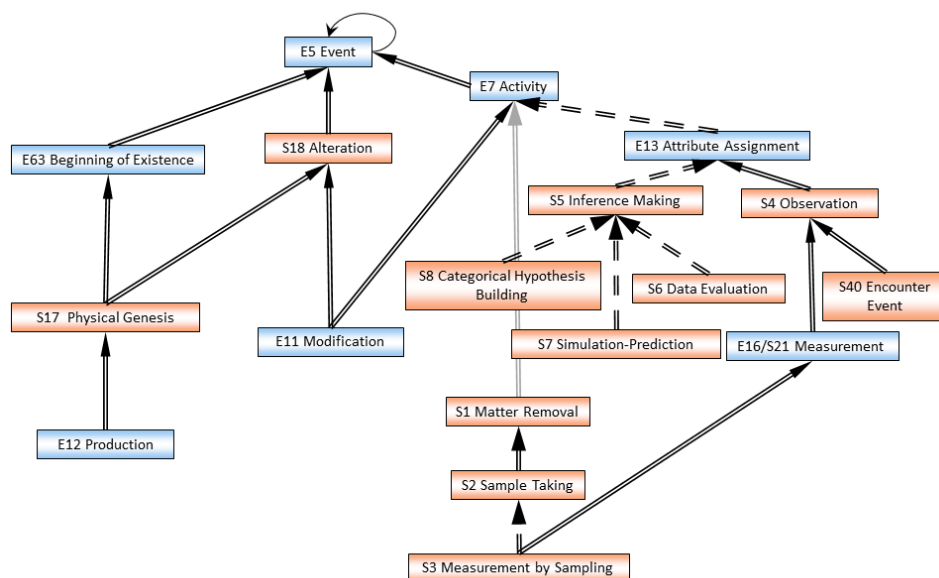 E5 Event
E7 Activity
E63 Beginning of Existence
S18 Alteration
E13 Attribute Assignment
S5 Inference Making
S4 Observation
S8 Categorical Hypothesis
Building
S6 Data Evaluation
S40 Encounter
Event
S17 Physical Genesis
E11 Modification
S7 Simulation-Prediction
E16/S21 Measurement
S1 Matter Removal
E12 Production
S2 Sample Taking
S3 Measurement by Sampling